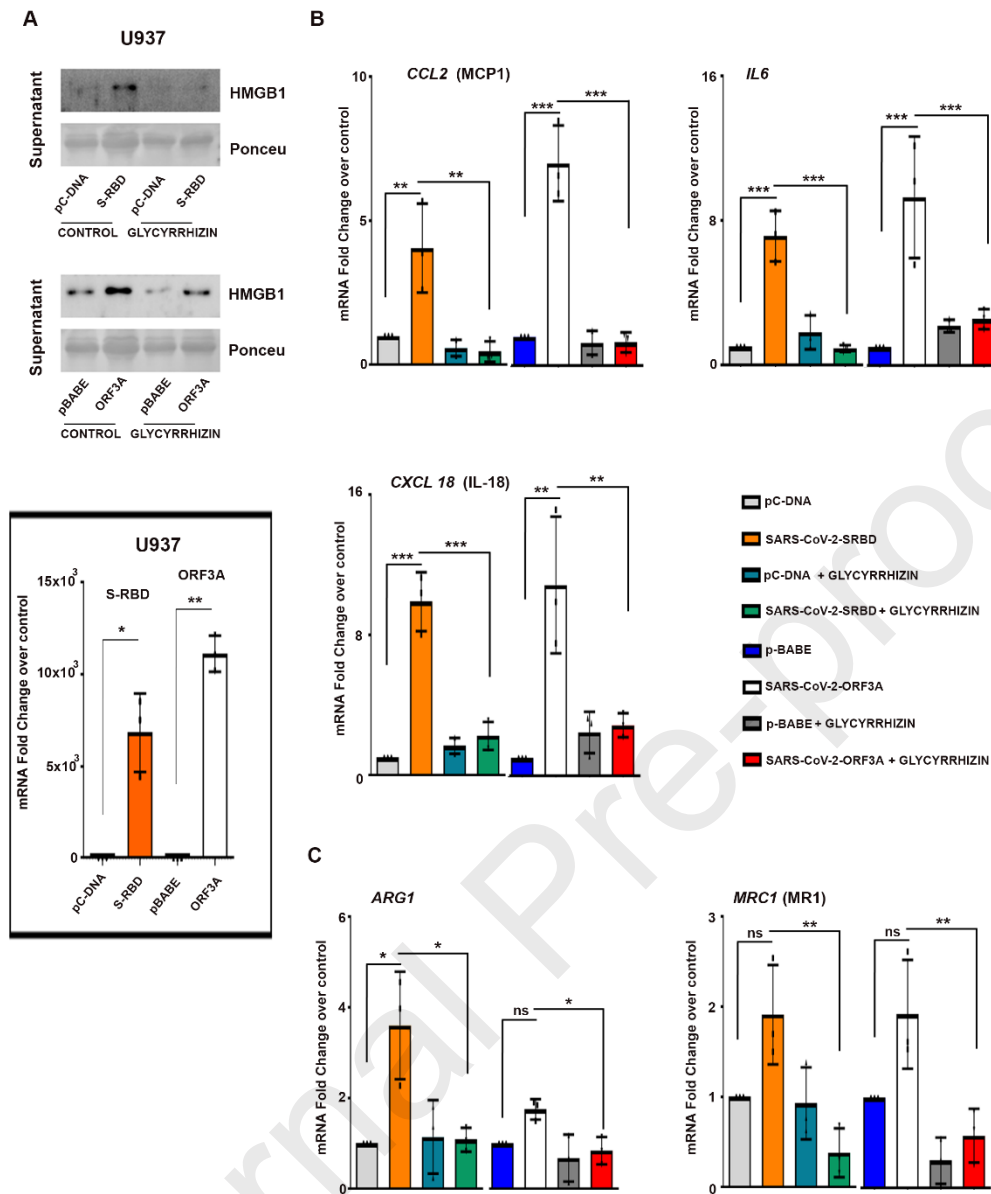 A
U937
Supernatant
HMGB1
Ponceu
pC-DNA
S-RBD
pC-DNA
S-RBD
CONTROL
GLYCYRRHIZIN
Supernatant
HMGB1
Ponceu
pBABE
ORF3A
pBABE
ORF3A
CONTROL
GLYCYRRHIZIN
U937
mRNA Fold Change over control
15x10³
10x10³
5x10³
0
S-RBD
*
ORF3A
**
pC-DNA
S-RBD
pBABE
ORF3A
B
CCL2 (MCP1)
mRNA Fold Change over control
10
5
0
**
**
***
***
IL6
mRNA Fold Change over control
16
8
0
***
***
***
***
CXCL 18 (IL-18)
mRNA Fold Change over control
16
8
0
***
***
**
**
pC-DNA
SARS-CoV-2-SRBD
pC-DNA + GLYCYRRHIZIN
SARS-CoV-2-SRBD + GLYCYRRHIZIN
p-BABE
SARS-CoV-2-ORF3A
p-BABE + GLYCYRRHIZIN
SARS-CoV-2-ORF3A + GLYCYRRHIZIN
C
ARG1
mRNA Fold Change over control
6
4
2
0
*
*
ns
*
MRC1 (MR1)
mRNA Fold Change over control
3
2
1
0
ns
**
ns
**
rnal Pre-proo